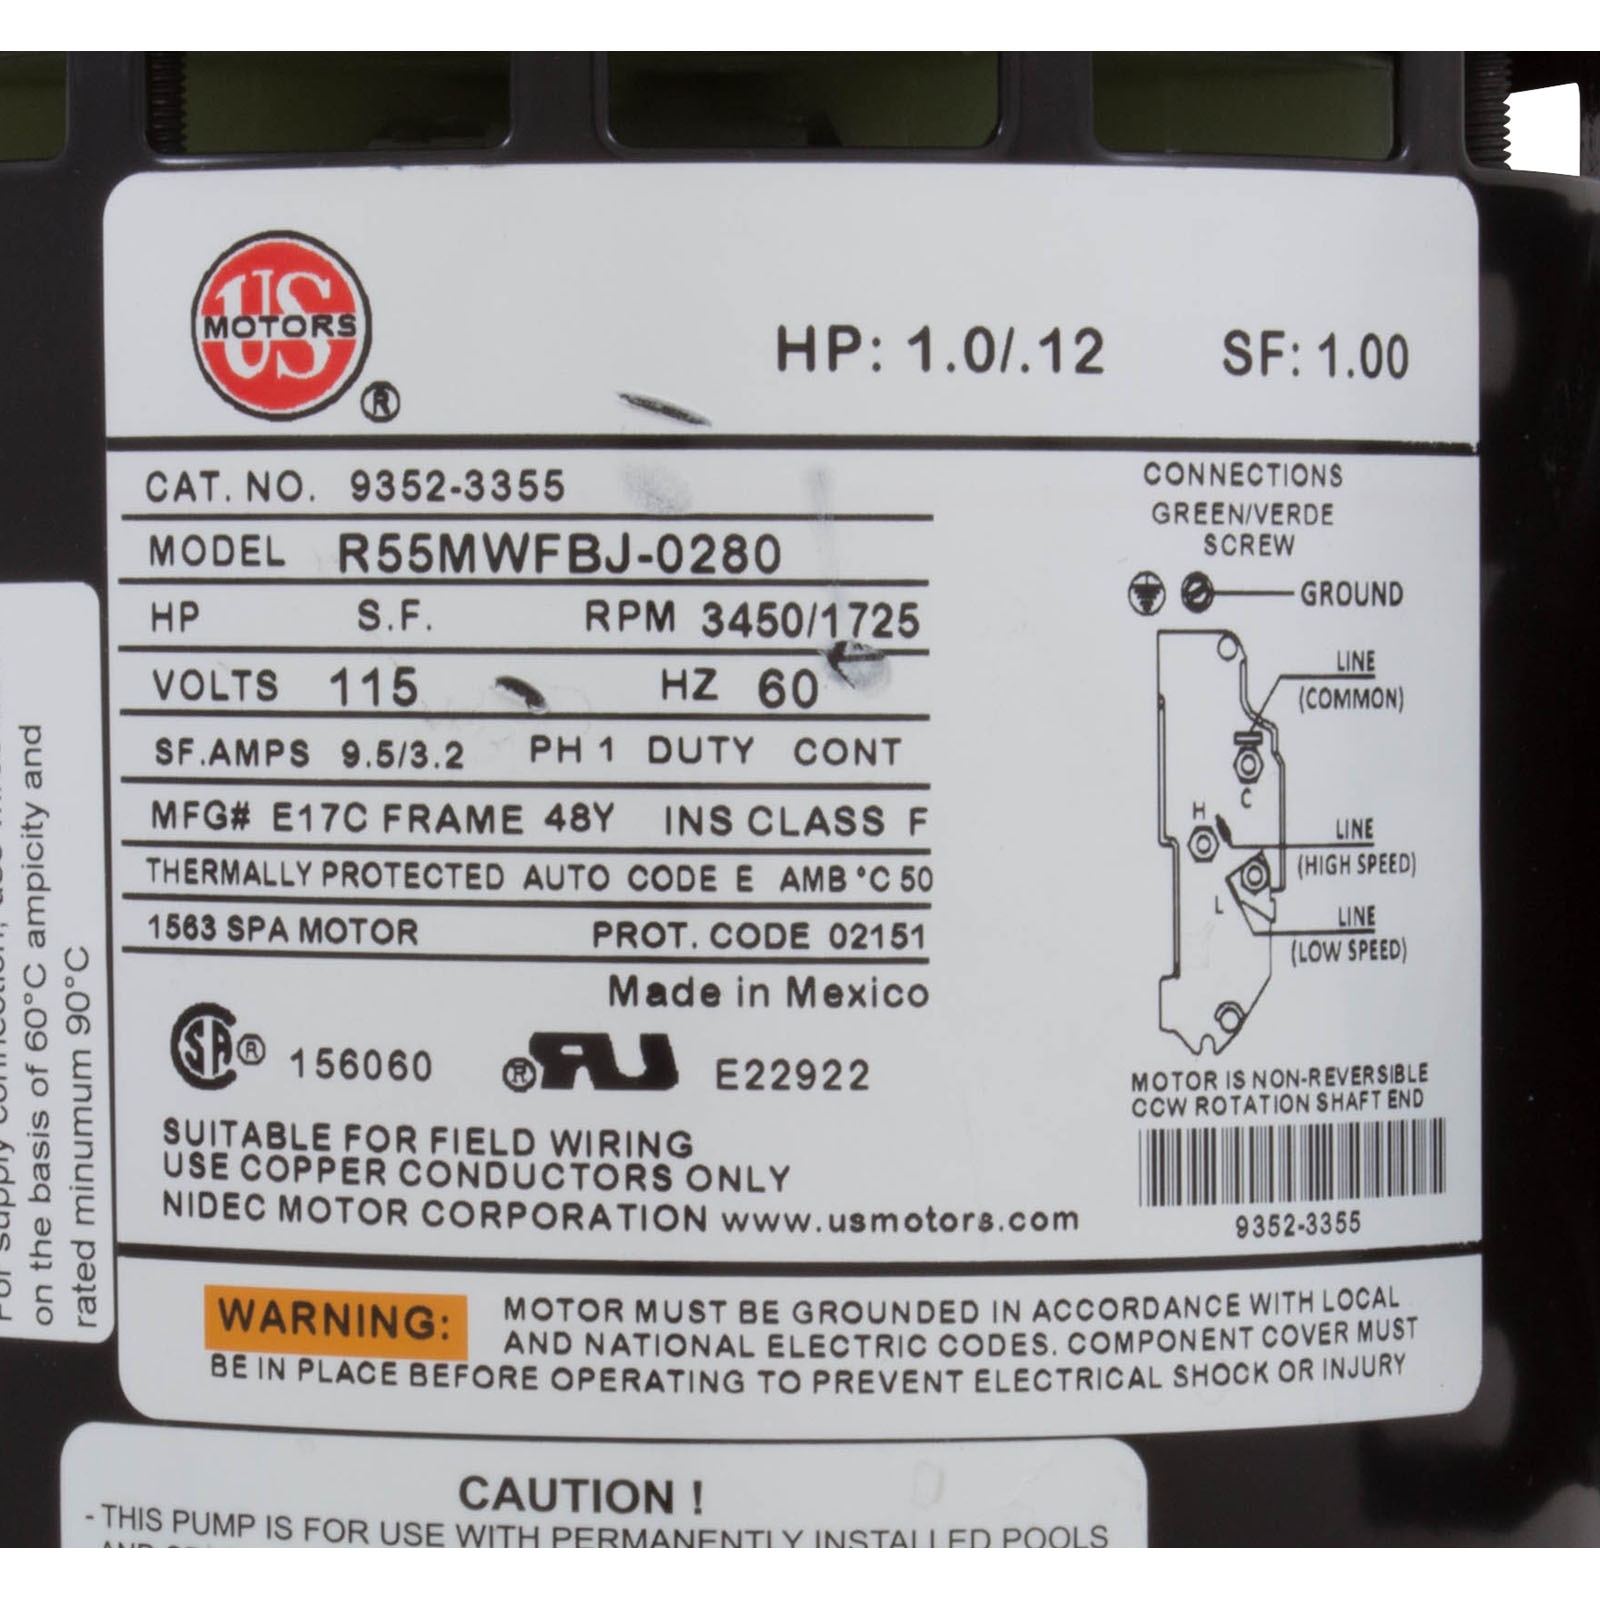 US
MOTORS
®
HP: 1.0/.12 SF: 1.00
CAT. NO. 9352-3355
MODEL R55MWFBJ-0280
HP S.F. RPM 3450/1725
VOLTS 115 HZ 60
SF.AMPS 9.5/3.2 PH 1 DUTY CONT
MFG# E17C FRAME 48Y INS CLASS F
THERMALLY PROTECTED AUTO CODE E AMB °C 50
1563 SPA MOTOR PROT. CODE 02151
Made in Mexico
SA ® 156060 ® RU E22922
SUITABLE FOR FIELD WIRING
USE COPPER CONDUCTORS ONLY
NIDEC MOTOR CORPORATION www.usmotors.com
CONNECTIONS
GREEN/VERDE
SCREW
GROUND
LINE
(COMMON)
C
H
LINE
(HIGH SPEED)
L
LINE
(LOW SPEED)
MOTOR IS NON-REVERSIBLE
CCW ROTATION SHAFT END
9352-3355
WARNING: MOTOR MUST BE GROUNDED IN ACCORDANCE WITH LOCAL
AND NATIONAL ELECTRIC CODES. COMPONENT COVER MUST
BE IN PLACE BEFORE OPERATING TO PREVENT ELECTRICAL SHOCK OR INJURY
For supply connection,
on the basis of 60°C ampicity and
rated minumum 90°C
CAUTION !
- THIS PUMP IS FOR USE WITH PERMANENTLY INSTALLED POOLS